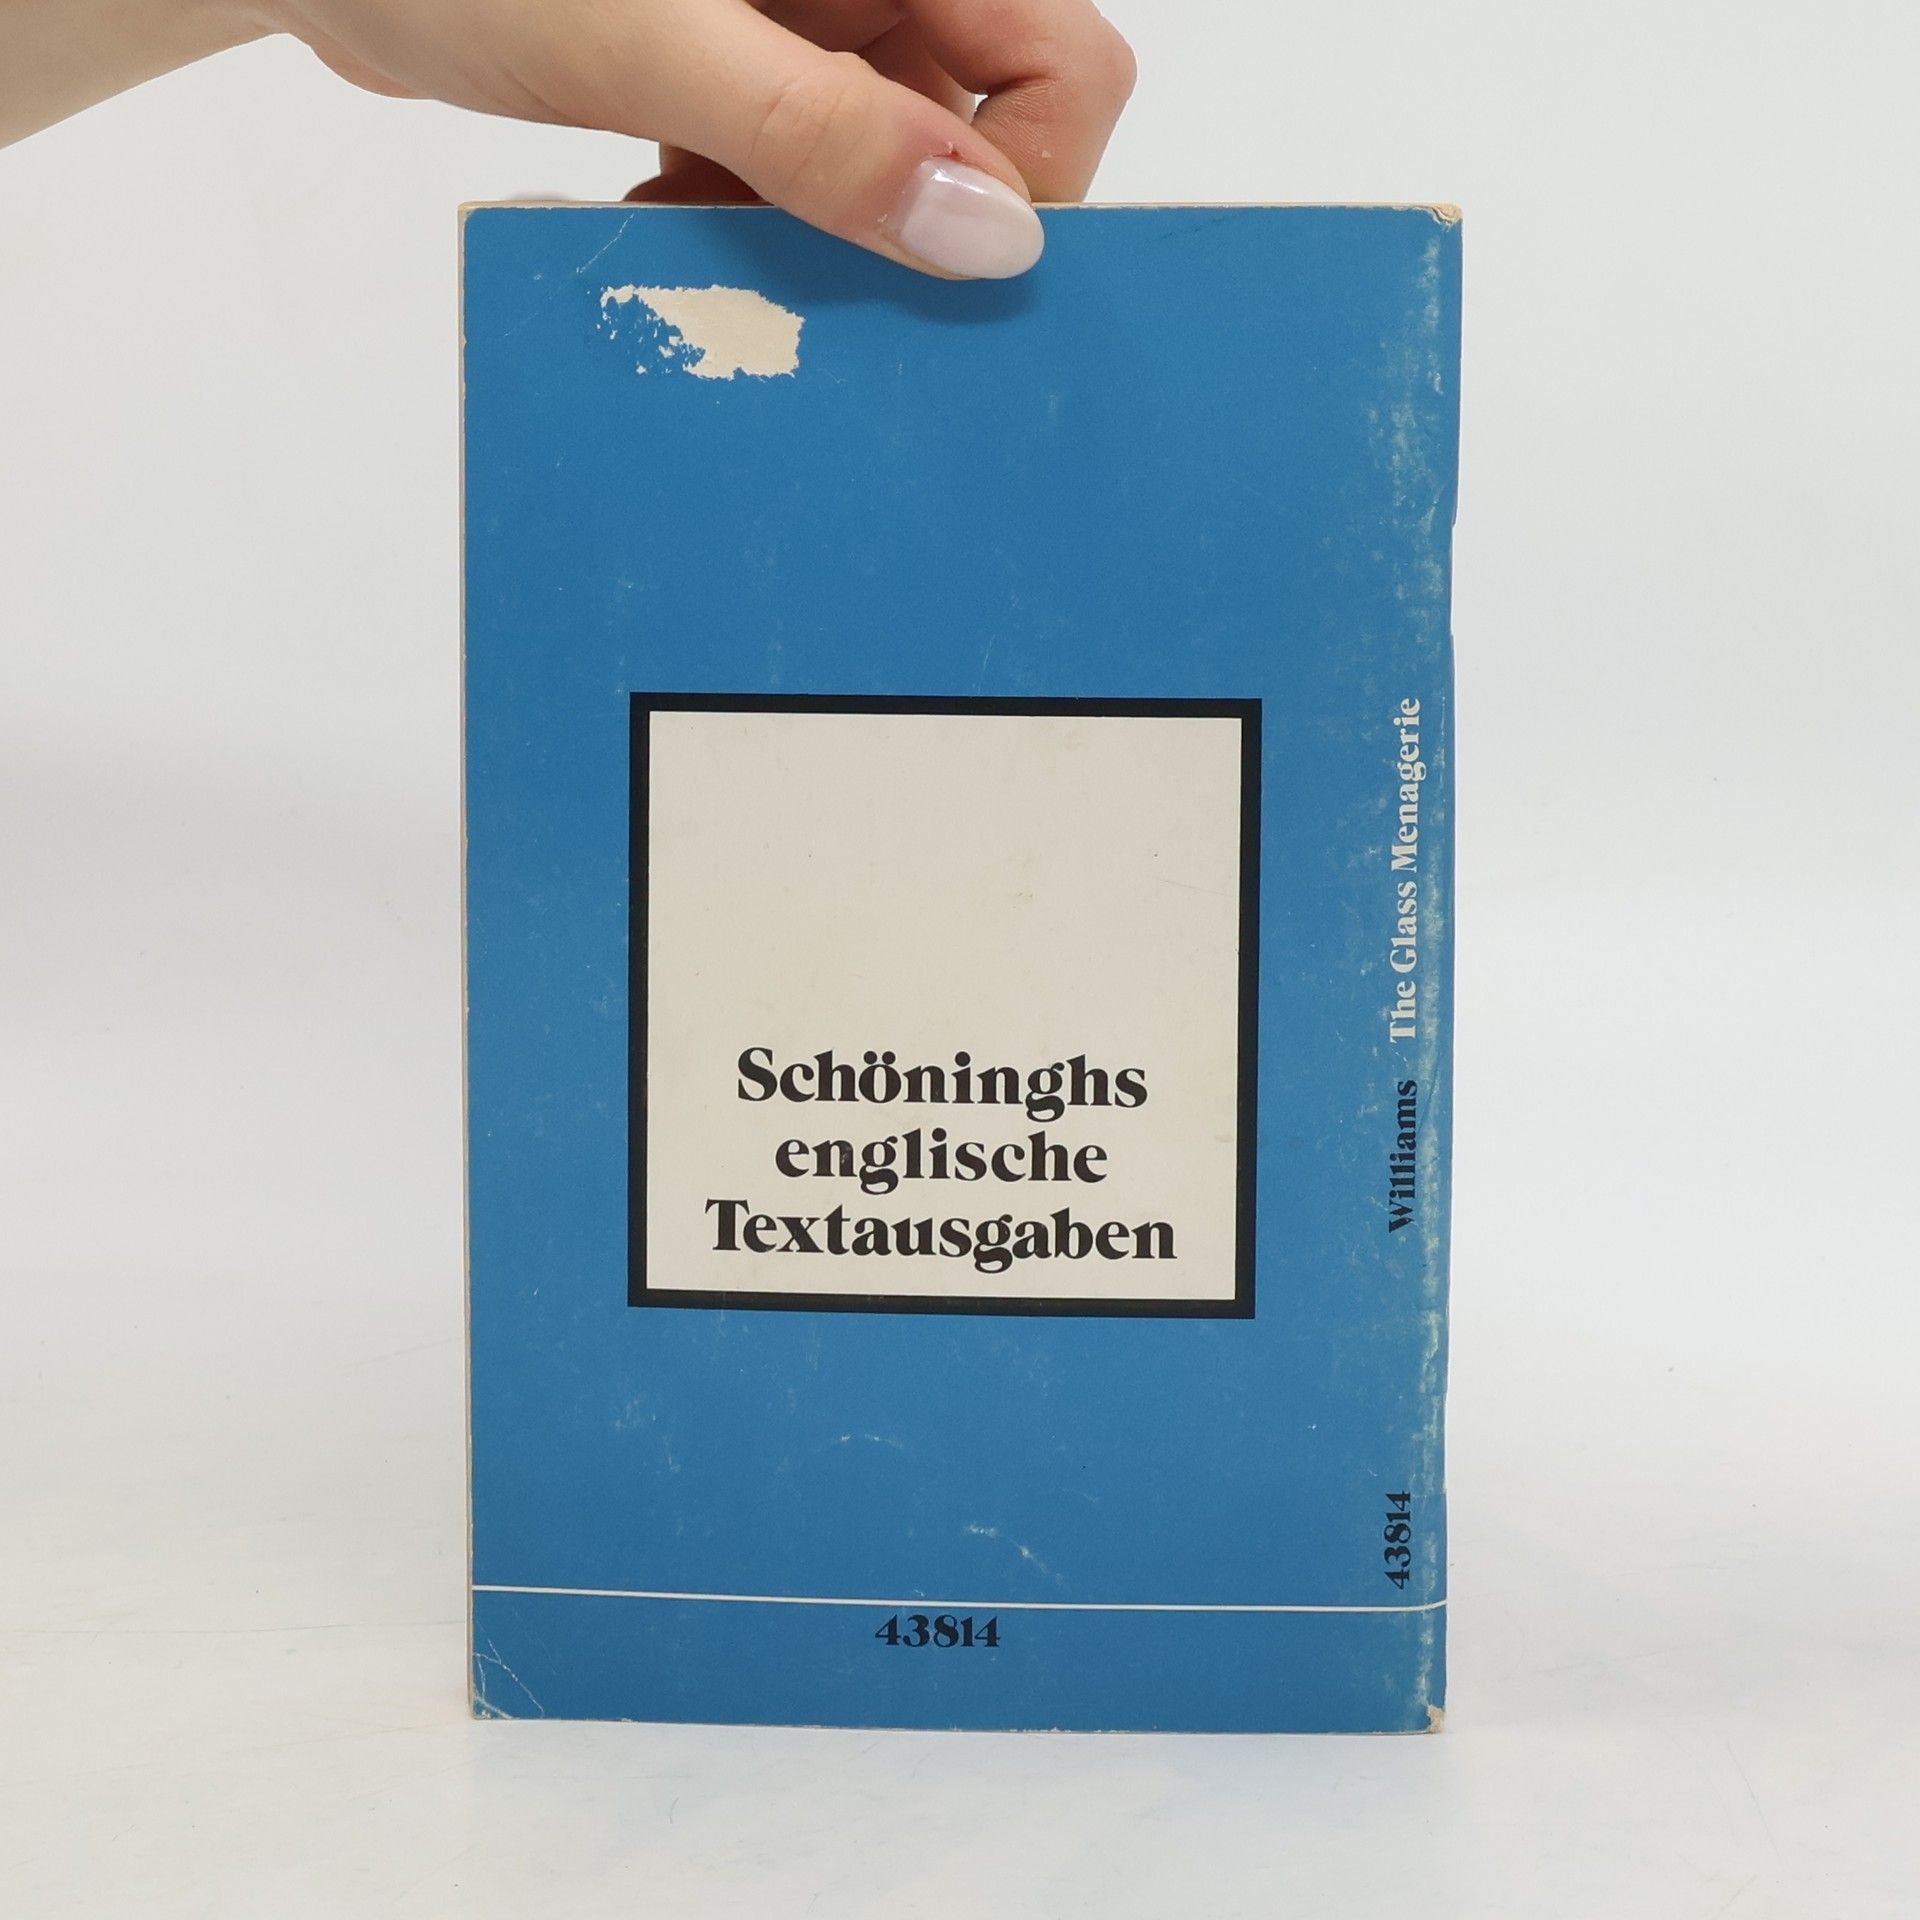 Schöninghs
englische
Textausgaben
43814
Williams The Glass Menagerie
43814